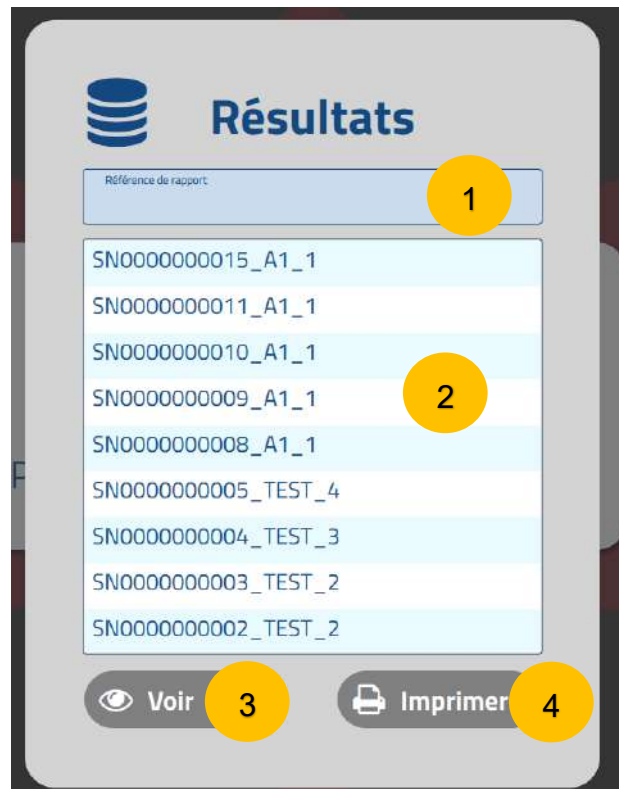 Résultats
Référence de rapport
1
SN0000000015_A1_1
SN0000000011_A1_1
SN0000000010_A1_1
SN0000000009_A1_1
2
SN0000000008_A1_1
SN0000000005_TEST_4
P
SN0000000004_TEST_3
SN0000000003_TEST_2
SN0000000002_TEST_2
Voir 3
Imprimer 4